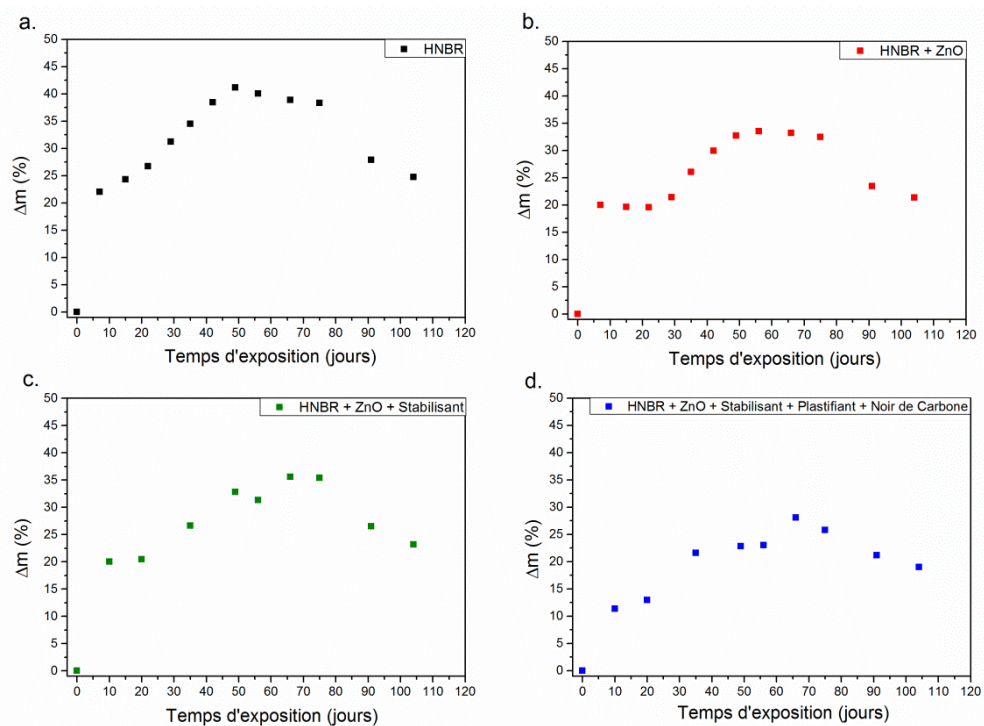 a.
HNBR
50
45
40
35
30
25
20
15
10
5
0
Δm (%)
0 10 20 30 40 50 60 70 80 90 100 110 120
Temps d'exposition (jours)
b.
HNBR + ZnO
50
45
40
35
30
25
20
15
10
5
0
Δm (%)
0 10 20 30 40 50 60 70 80 90 100 110 120
Temps d'exposition (jours)
c.
HNBR + ZnO + Stabilisant
50
45
40
35
30
25
20
15
10
5
0
Δm (%)
0 10 20 30 40 50 60 70 80 90 100 110 120
Temps d'exposition (jours)
d.
HNBR + ZnO + Stabilisant + Plastifiant + Noir de Carbone
50
45
40
35
30
25
20
15
10
5
0
Δm (%)
0 10 20 30 40 50 60 70 80 90 100 110 120
Temps d'exposition (jours)